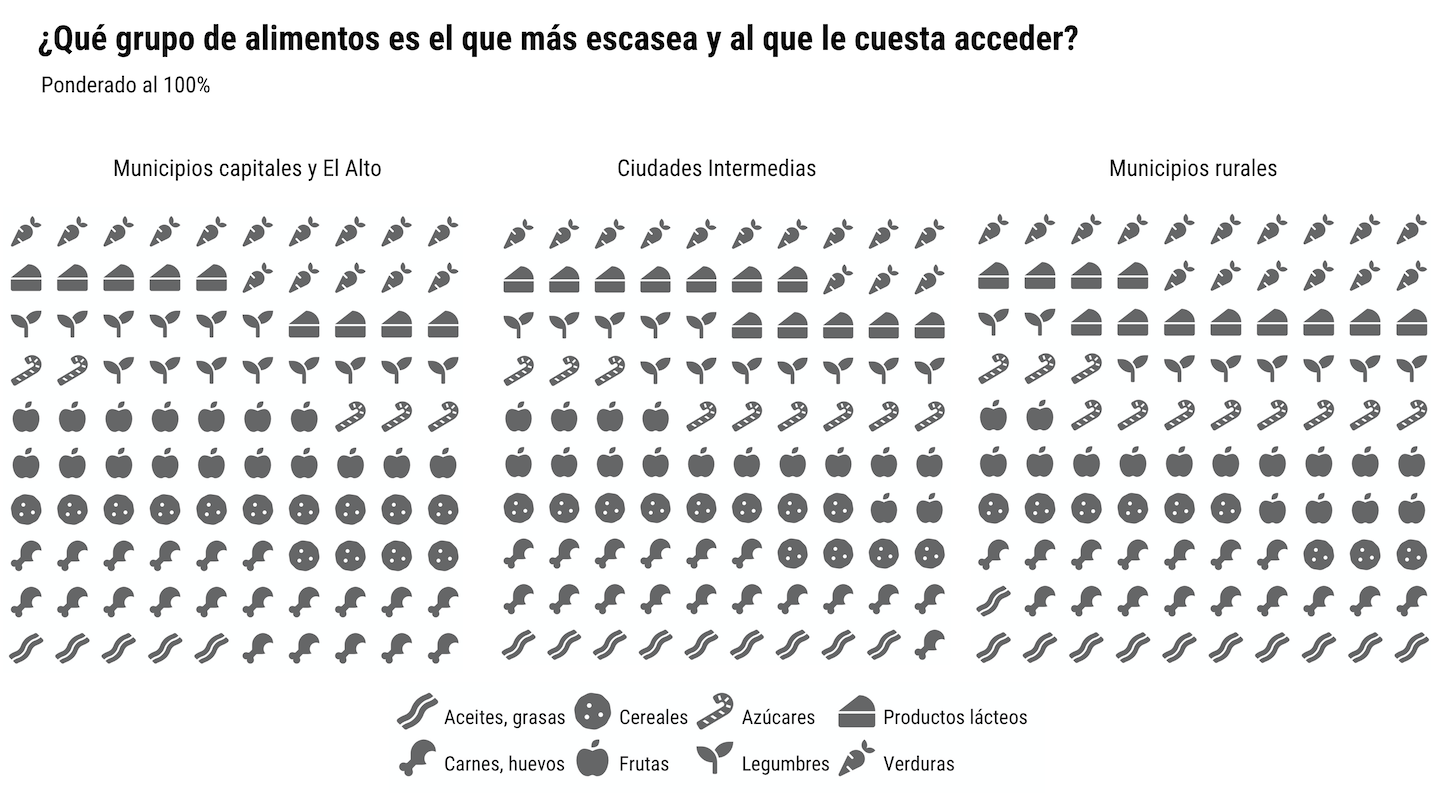 ¿Qué grupo de alimentos es el que más escasea y al que le cuesta acceder?
Ponderado al 100%
Municipios capitales y El Alto
Ciudades Intermedias
Municipios rurales
Aceites, grasas
Cereales
Azúcares
Productos lácteos
Carnes, huevos
Frutas
Legumbres
Verduras